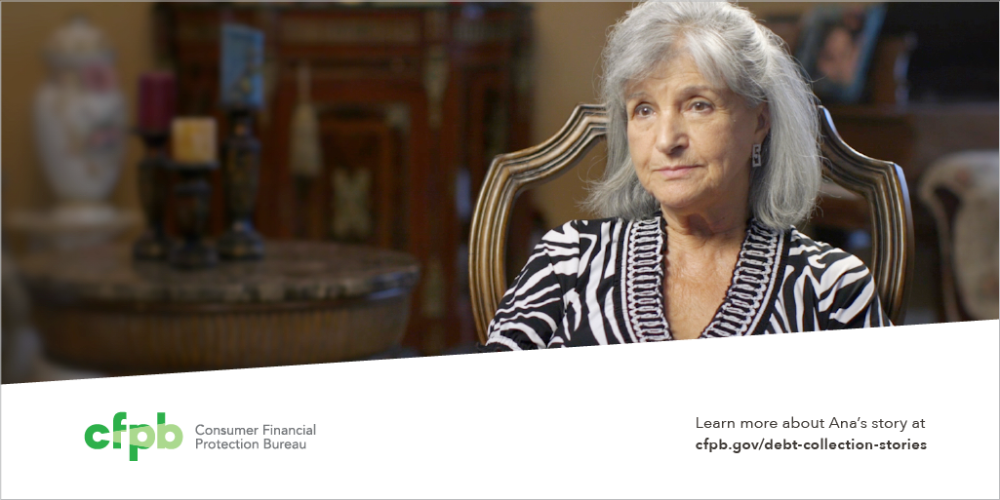 cfpb
Consumer Financial
Protection Bureau
Learn more about Ana's story at
cfpb.gov/debt-collection-stories